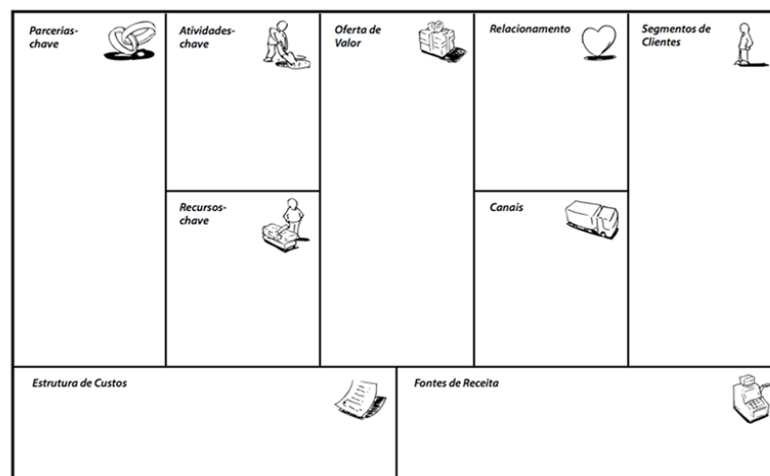 Parcerias-
chave
Atividades-
chave
Oferta de
Valor
Relacionamento
Segmentos de
Clientes
Recursos-
chave
Canais
Estrutura de Custos
Fontes de Receita